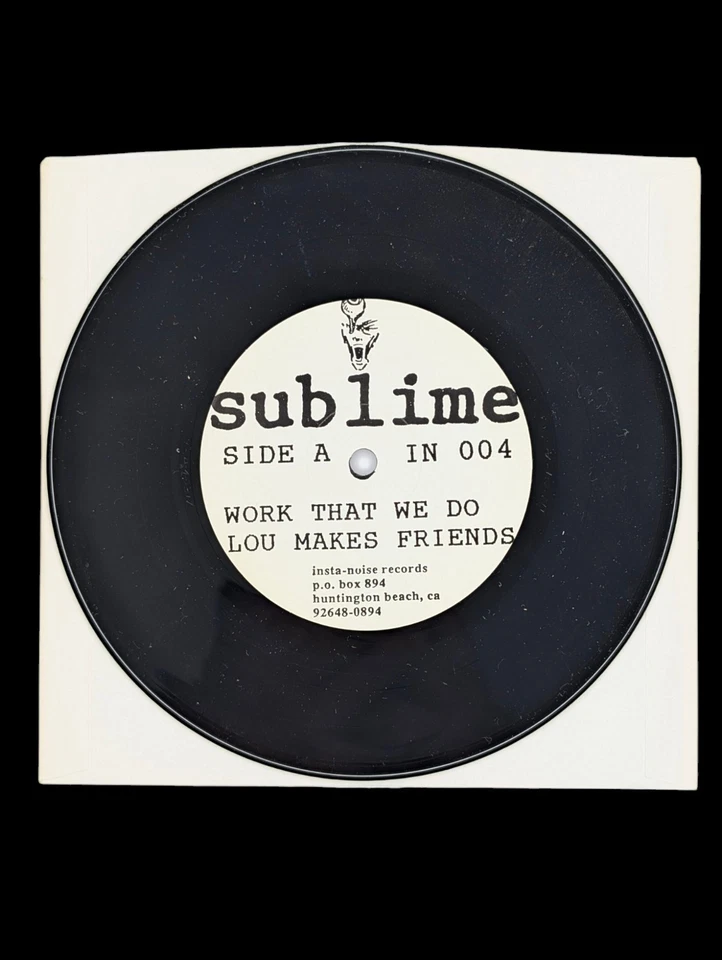 sublime
SIDE A IN 004
WORK THAT WE DO
LOU MAKES FRIENDS
insta-noise records
p.o. box 894
huntington beach, ca
92648-0894